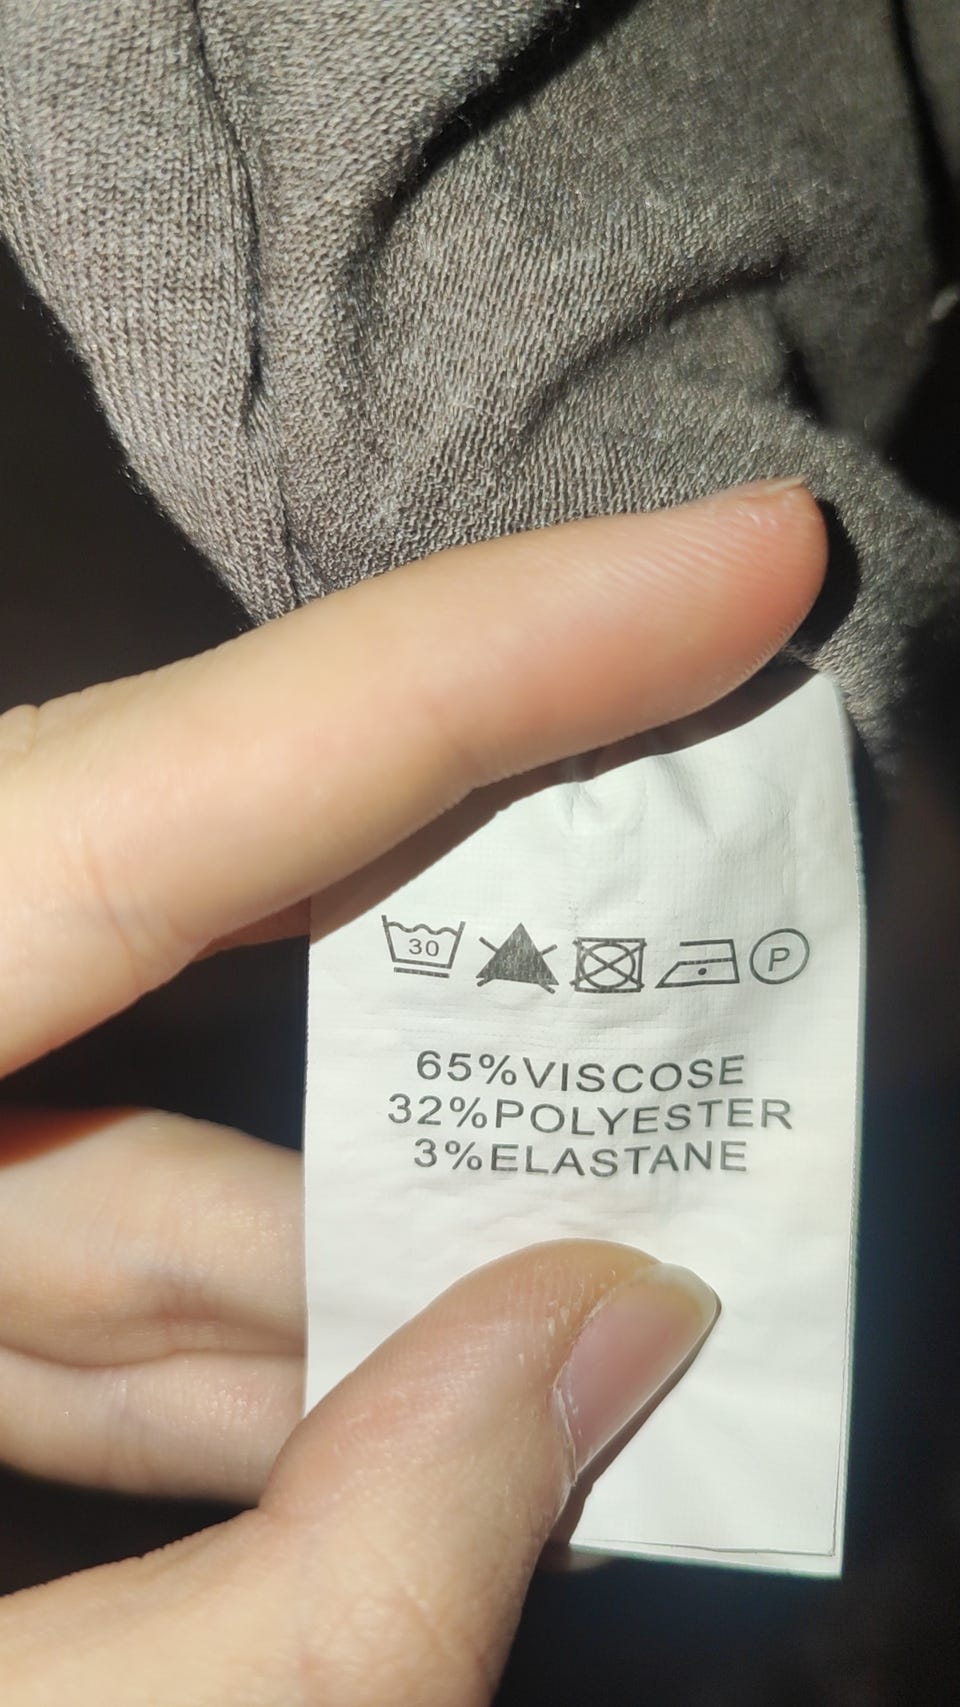 30 P
65%VISCOSE
32%POLYESTER
3%ELASTANE